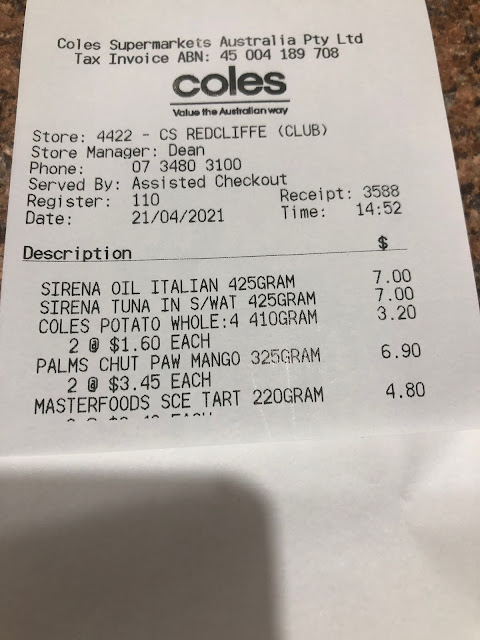 Coles Supermarkets Australia Pty Ltd
Tax Invoice ABN: 45 004 189 708
coles
Value the Australian way
Store: 4422 - CS REDCLIFFE (CLUB)
Store Manager: Dean
Phone: 07 3480 3100
Served By: Assisted Checkout
Register: 110 Receipt: 3588
Date: 21/04/2021 Time: 14:52
Description $
SIRENA OIL ITALIAN 425GRAM 7.00
SIRENA TUNA IN S/WAT 425GRAM 7.00
COLES POTATO WHOLE:4 410GRAM 3.20
2 @ $1.60 EACH
PALMS CHUT PAW MANGO 325GRAM 6.90
2 @ $3.45 EACH
MASTERFOODS SCE TART 220GRAM 4.80